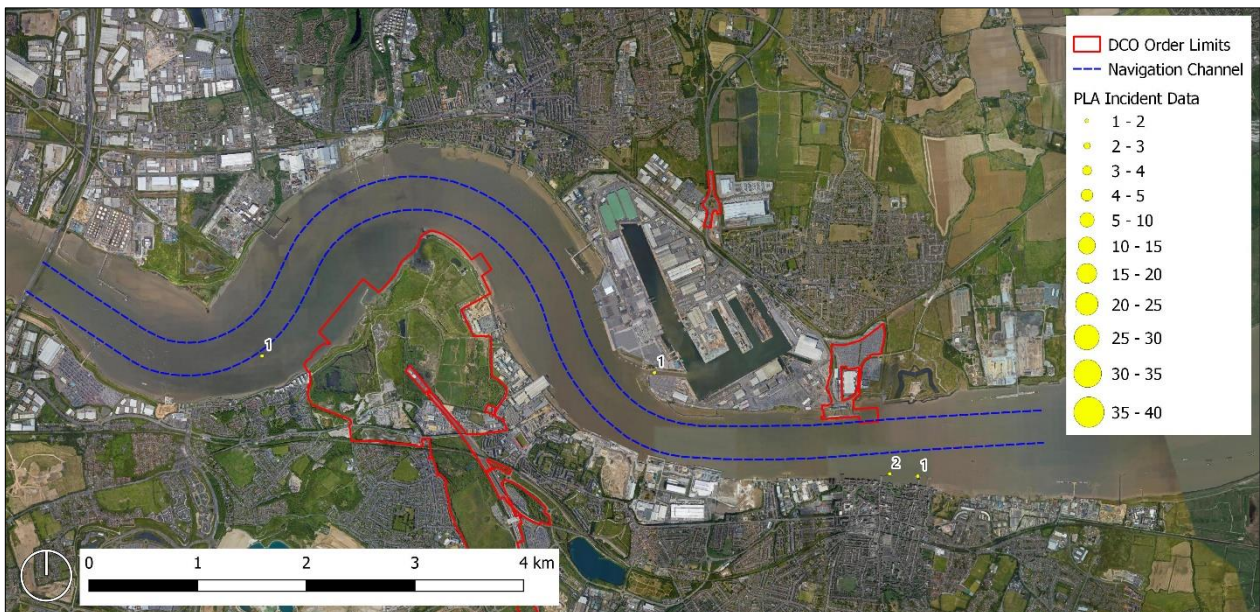 DCO Order Limits
Navigation Channel
PLA Incident Data
1 - 2
2 - 3
3 - 4
4 - 5
5 - 10
10 - 15
15 - 20
20 - 25
25 - 30
30 - 35
35 - 40
1
1
2
1
0 1 2 3 4 km